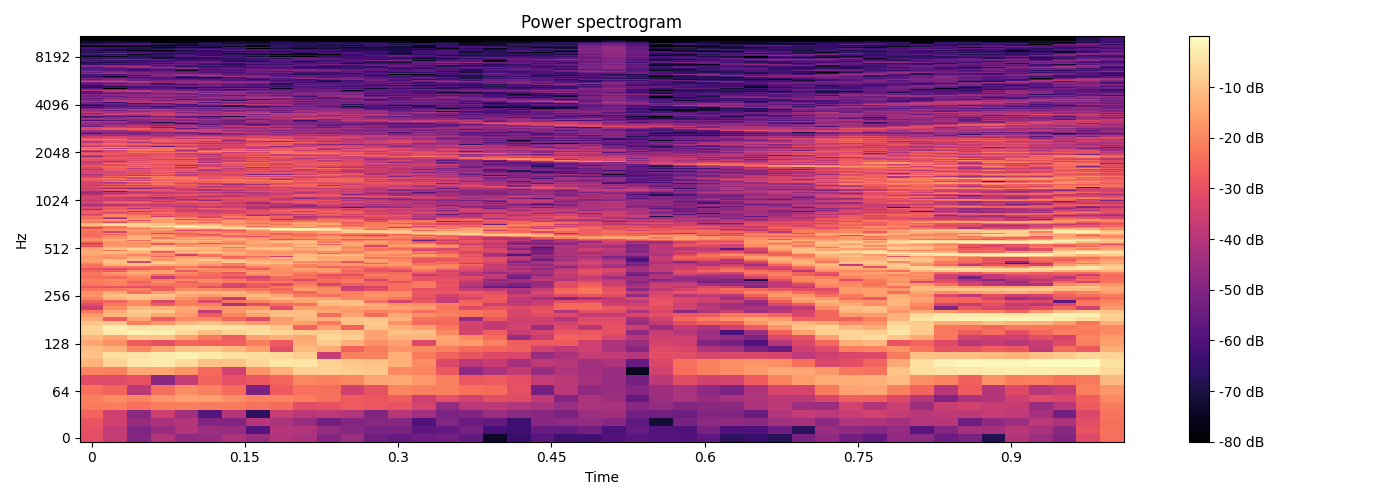 Power spectrogram
Hz
8192
4096
2048
1024
512
256
128
64
0
0 0.15 0.3 0.45 0.6 0.75 0.9
Time
-10 dB
-20 dB
-30 dB
-40 dB
-50 dB
-60 dB
-70 dB
-80 dB